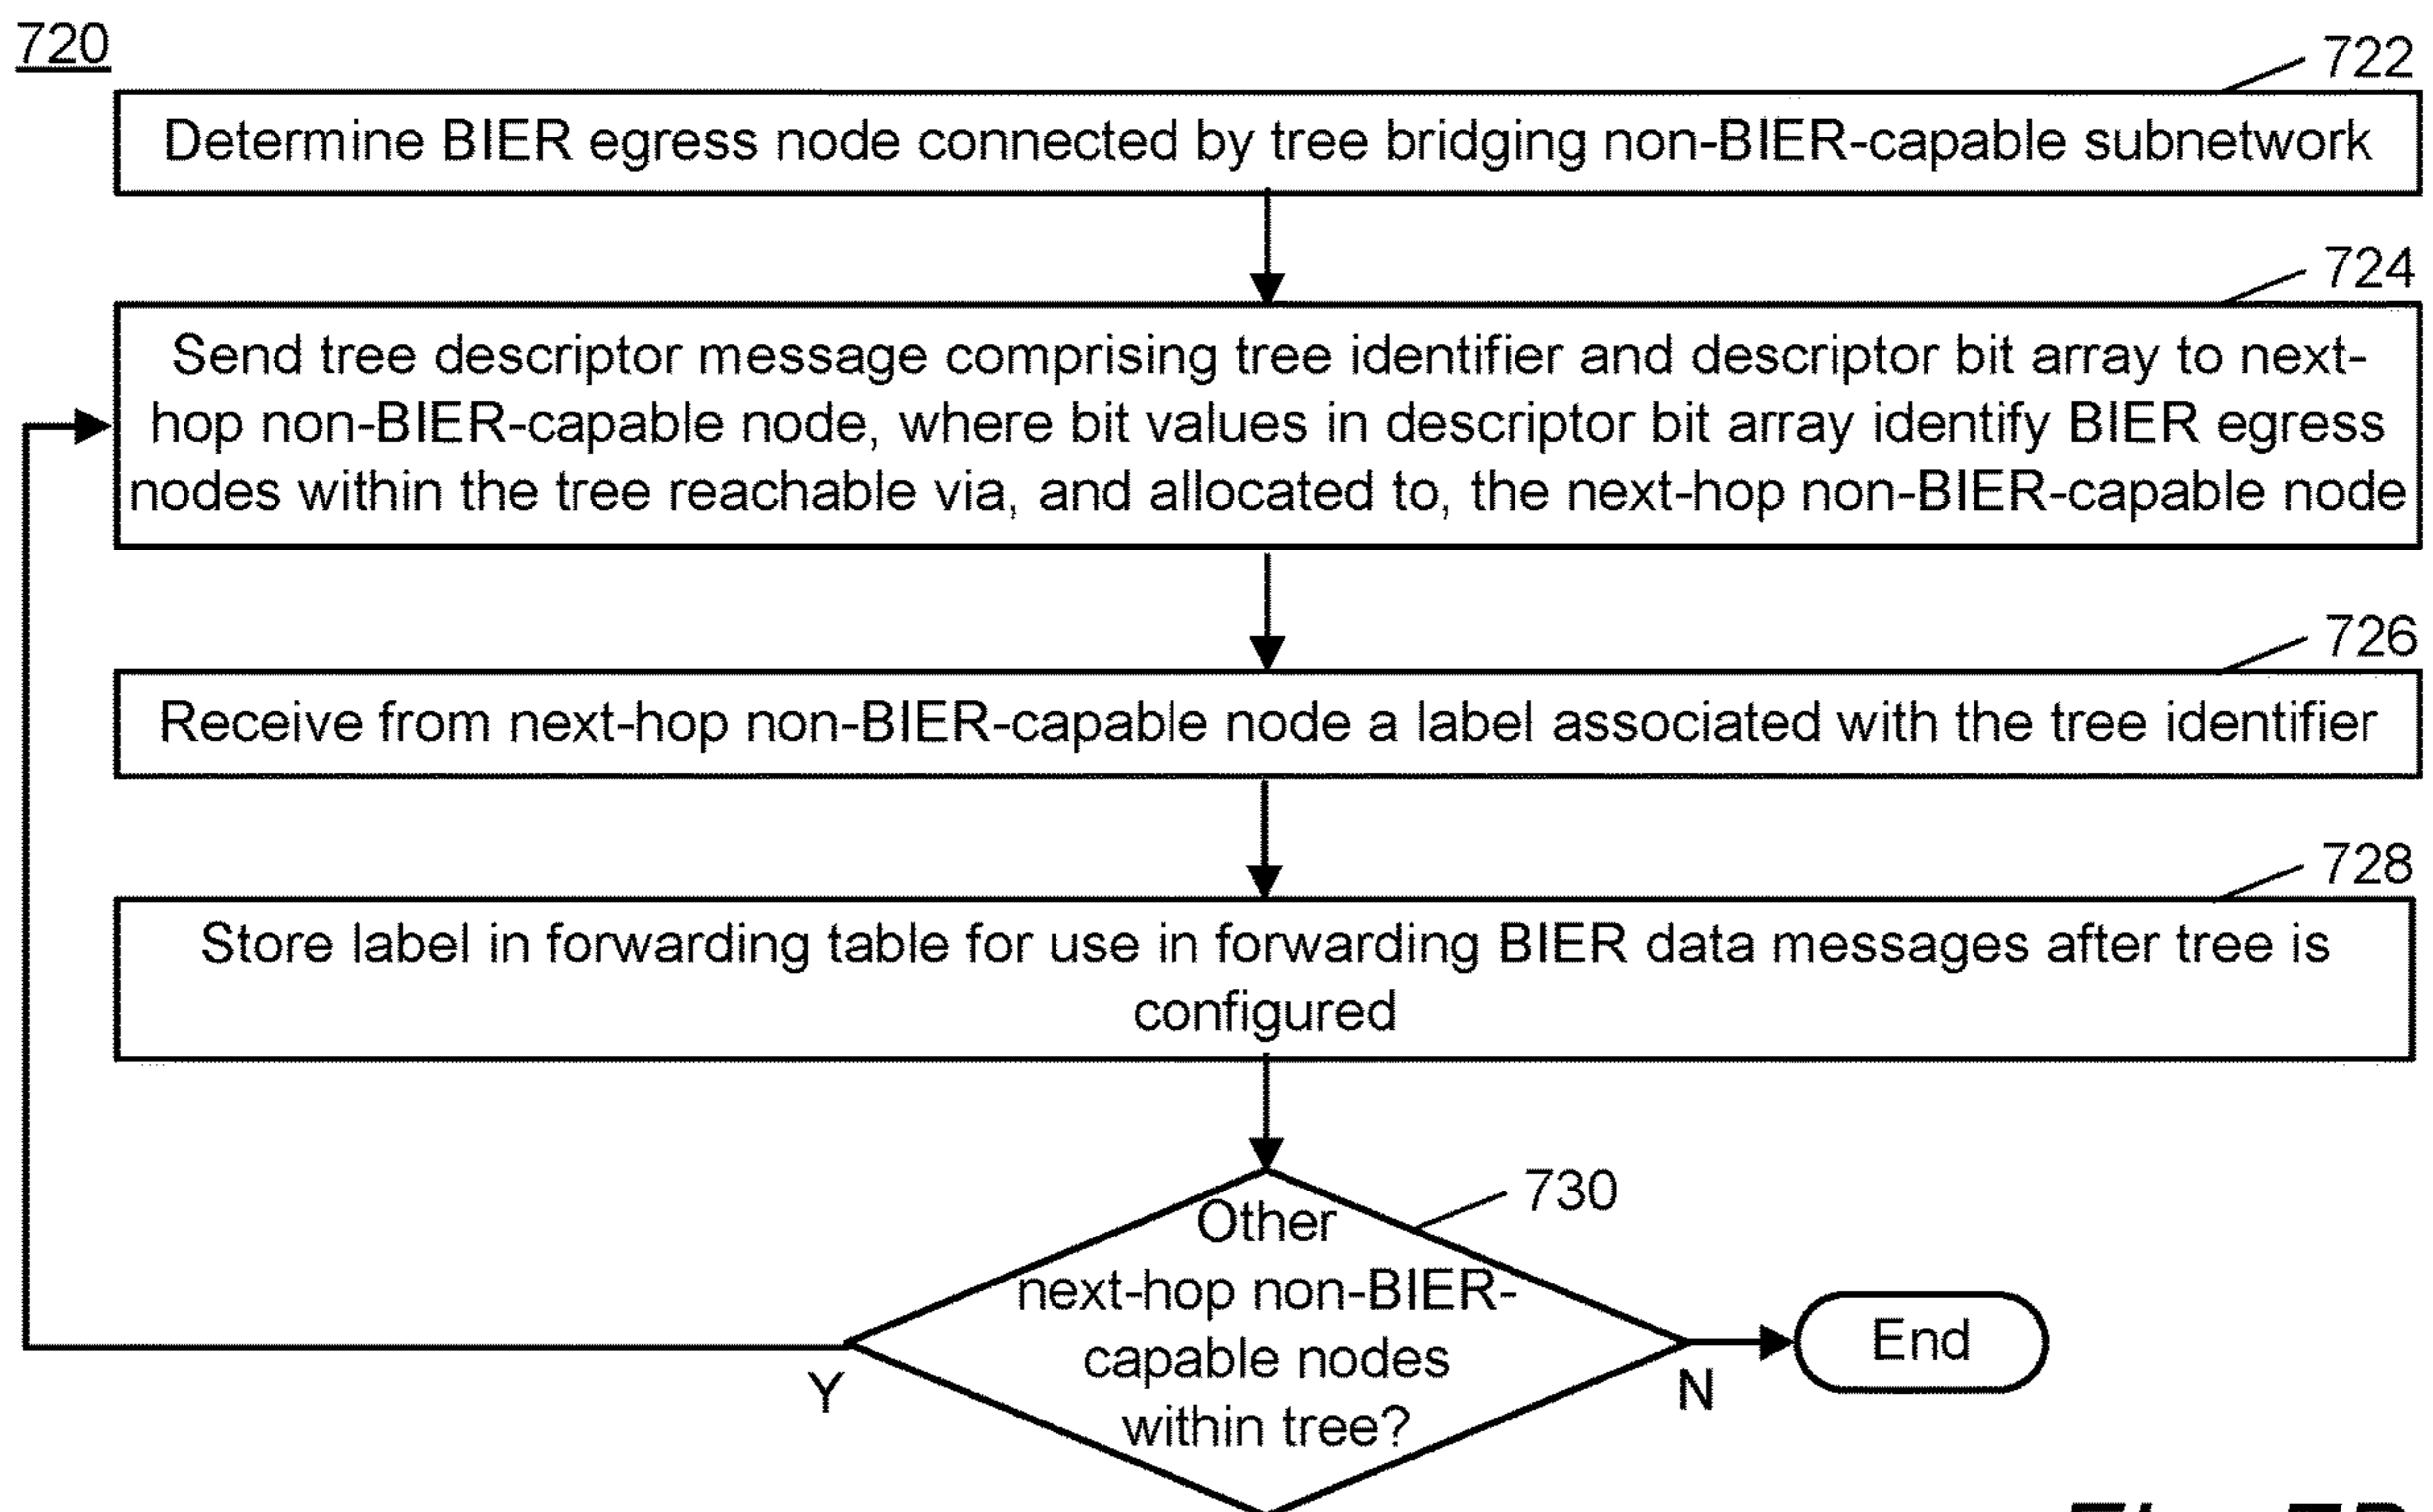 720
722
Determine BIER egress node connected by tree bridging non-BIER-capable subnetwork
724
Send tree descriptor message comprising tree identifier and descriptor bit array to next-
hop non-BIER-capable node, where bit values in descriptor bit array identify BIER egress
nodes within the tree reachable via, and allocated to, the next-hop non-BIER-capable node
726
Receive from next-hop non-BIER-capable node a label associated with the tree identifier
728
Store label in forwarding table for use in forwarding BIER data messages after tree is
configured
730
Other
next-hop non-BIER-
capable nodes
within tree?
Y
N
End